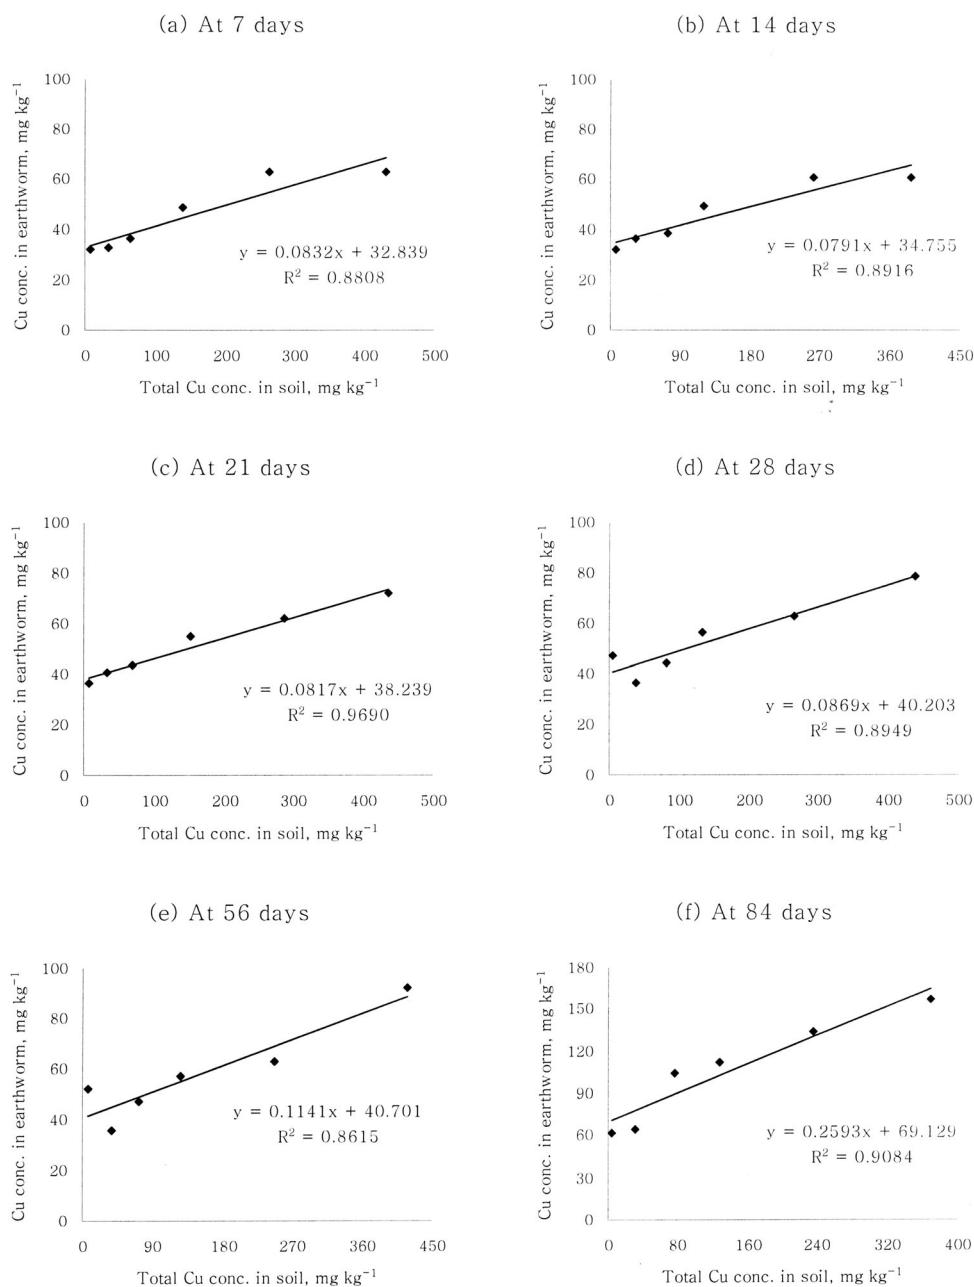 (a) At 7 days
100
80
60
40
20
0
Cu conc. in earthworm, mg kg⁻¹
y = 0.0832x + 32.839
R² = 0.8808
0 100 200 300 400 500
Total Cu conc. in soil, mg kg⁻¹
(b) At 14 days
100
80
60
40
20
0
Cu conc. in earthworm, mg kg⁻¹
y = 0.0791x + 34.755
R² = 0.8916
0 90 180 270 360 450
Total Cu conc. in soil, mg kg⁻¹
(c) At 21 days
100
80
60
40
20
0
Cu conc. in earthworm, mg kg⁻¹
y = 0.0817x + 38.239
R² = 0.9690
0 100 200 300 400 500
Total Cu conc. in soil, mg kg⁻¹
(d) At 28 days
100
80
60
40
20
0
Cu conc. in earthworm, mg kg⁻¹
y = 0.0869x + 40.203
R² = 0.8949
0 100 200 300 400 500
Total Cu conc. in soil, mg kg⁻¹
(e) At 56 days
100
80
60
40
20
0
Cu conc. in earthworm, mg kg⁻¹
y = 0.1141x + 40.701
R² = 0.8615
0 90 180 270 360 450
Total Cu conc. in soil, mg kg⁻¹
(f) At 84 days
180
150
120
90
60
30
0
Cu conc. in earthworm, mg kg⁻¹
y = 0.2593x + 69.129
R² = 0.9084
0 80 160 240 320 400
Total Cu conc. in soil, mg kg⁻¹